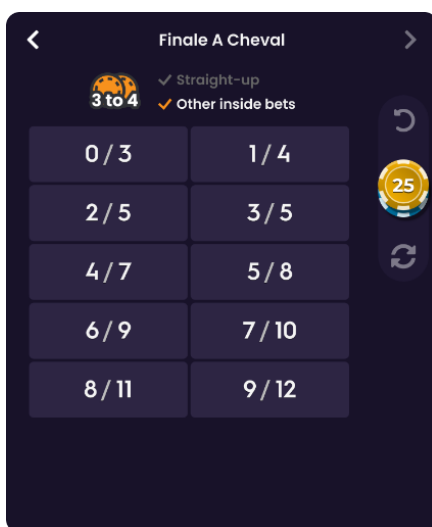 Finale A Cheval
Straight-up
3 to 4
Other inside bets
0 / 3 1 / 4
25
2 / 5 3 / 5
4 / 7 5 / 8
6 / 9 7 / 10
8 / 11 9 / 12